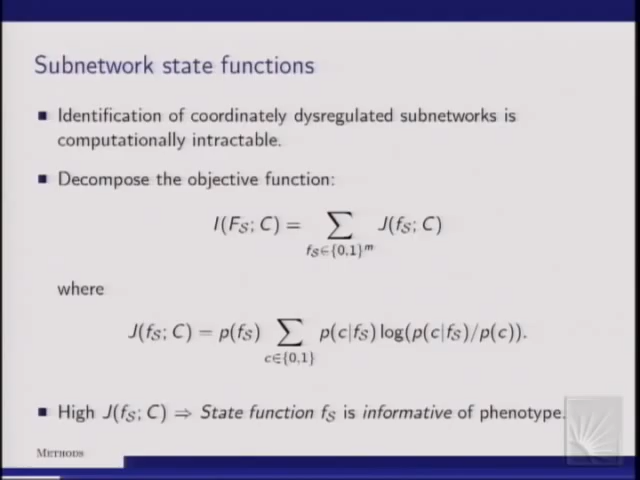 Subnetwork state functions
Identification of coordinately dysregulated subnetworks is
computationally intractable.
Decompose the objective function:
I(F_S; C) = ∑_{f_S∈{0,1}^m} J(f_S; C)
where
J(f_S; C) = p(f_S) ∑_{c∈{0,1}} p(c|f_S) log(p(c|f_S)/p(c)).
High J(f_S; C) ⇒ State function f_S is informative of phenotype.
Methods